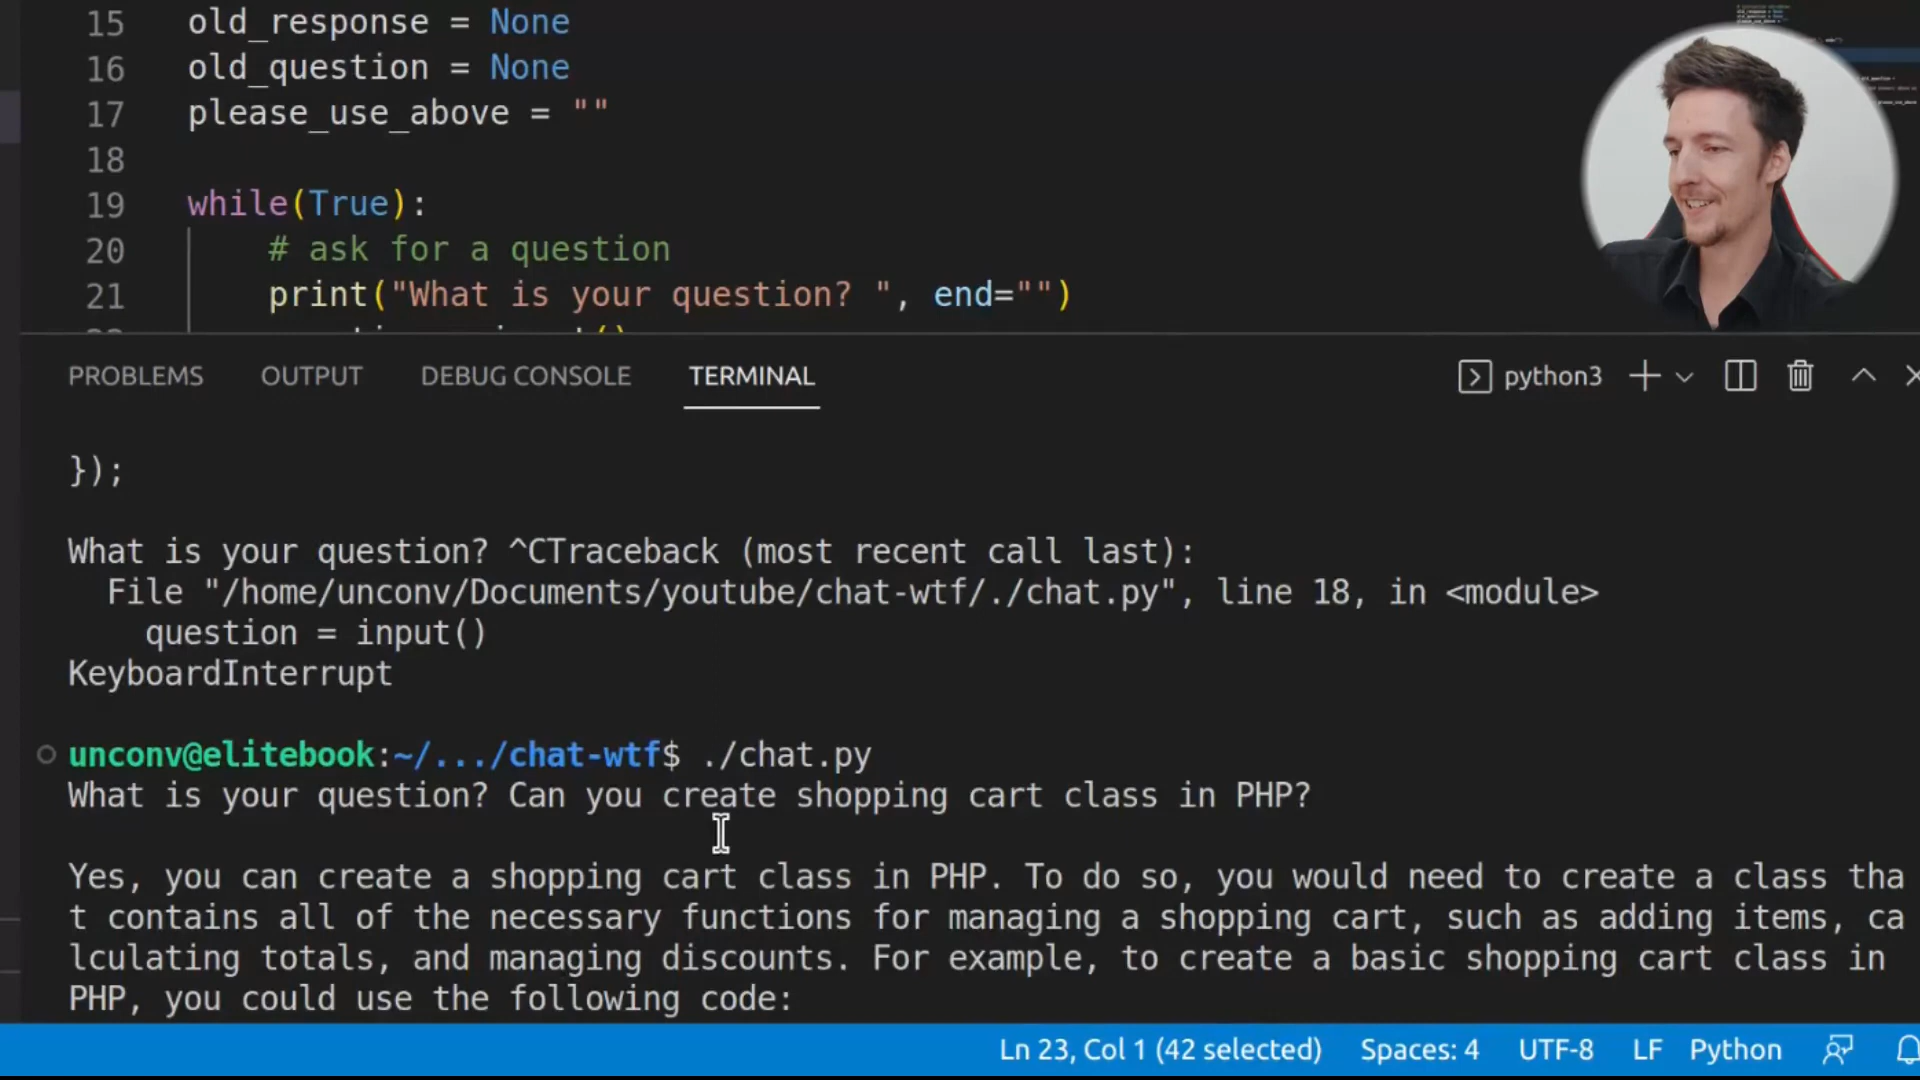 15 old_response = None
16 old_question = None
17 please_use_above = ""
18
19 while(True):
20 # ask for a question
21 print("What is your question? ", end="")
PROBLEMS OUTPUT DEBUG CONSOLE TERMINAL python3
});
What is your question? ^CTraceback (most recent call last):
File "/home/unconv/Documents/youtube/chat-wtf/./chat.py", line 18, in <module>
question = input()
KeyboardInterrupt
unconv@elitebook:~/.../chat-wtf$ ./chat.py
What is your question? Can you create shopping cart class in PHP?
Yes, you can create a shopping cart class in PHP. To do so, you would need to create a class tha
t contains all of the necessary functions for managing a shopping cart, such as adding items, ca
lculating totals, and managing discounts. For example, to create a basic shopping cart class in
PHP, you could use the following code:
Ln 23, Col 1 (42 selected) Spaces: 4 UTF-8 LF Python